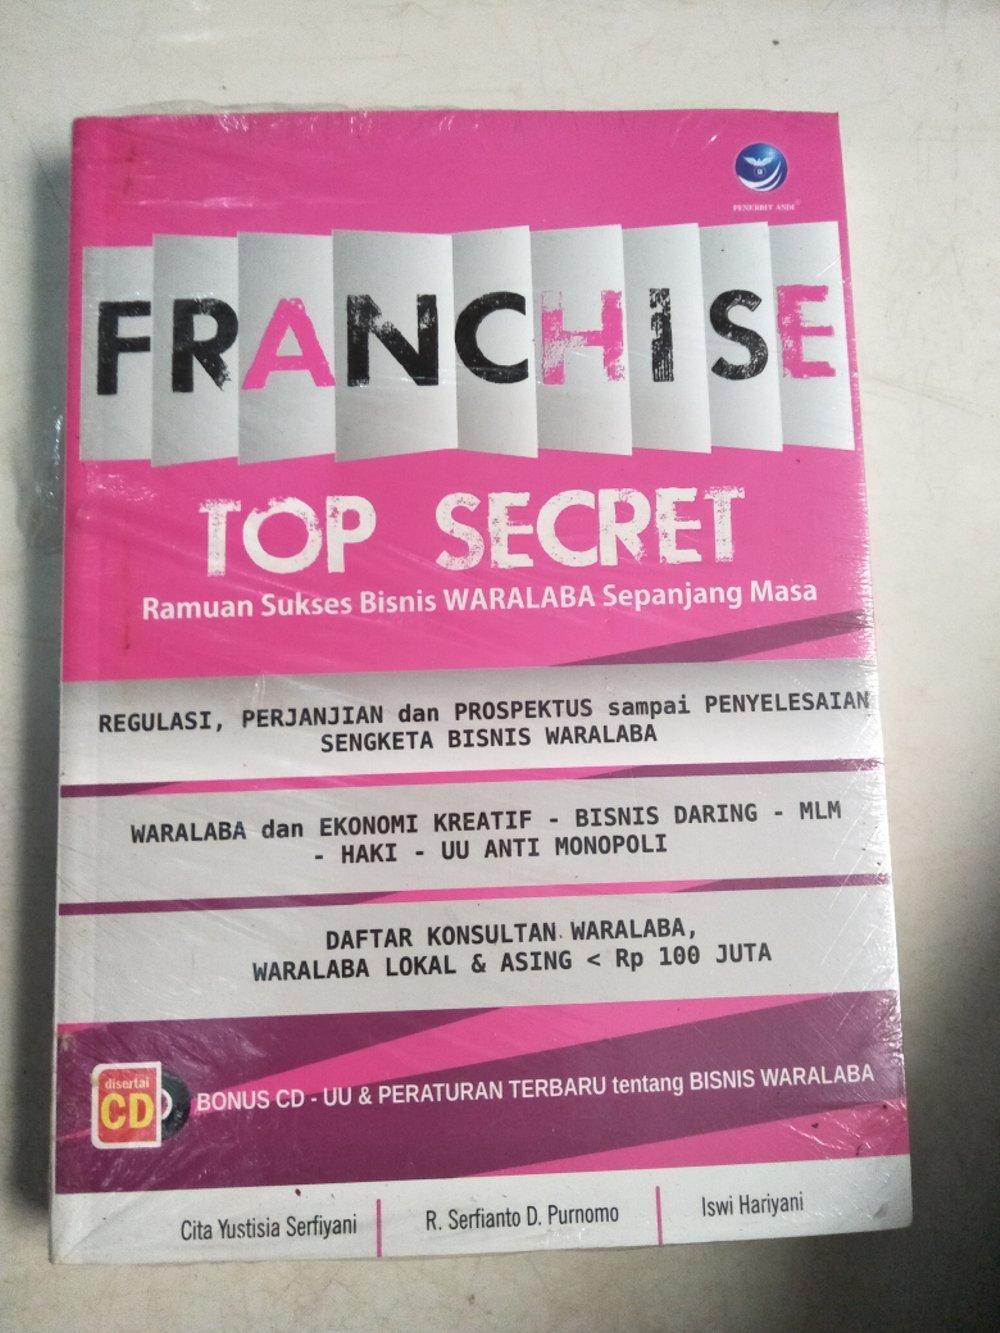 PENERBIT ANDI®
FRANCHISE
TOP SECRET
Ramuan Sukses Bisnis WARALABA Sepanjang Masa
REGULASI, PERJANJIAN dan PROSPEKTUS sampai PENYELESAIAN
SENGKETA BISNIS WARALABA
WARALABA dan EKONOMI KREATIF - BISNIS DARING - MLM
- HAKI - UU ANTI MONOPOLI
DAFTAR KONSULTAN WARALABA,
WARALABA LOKAL & ASING < Rp 100 JUTA
disertai
CD
BONUS CD - UU & PERATURAN TERBARU tentang BISNIS WARALABA
Cita Yustisia Serfiyani
R. Serfianto D. Purnomo
Iswi Hariyani